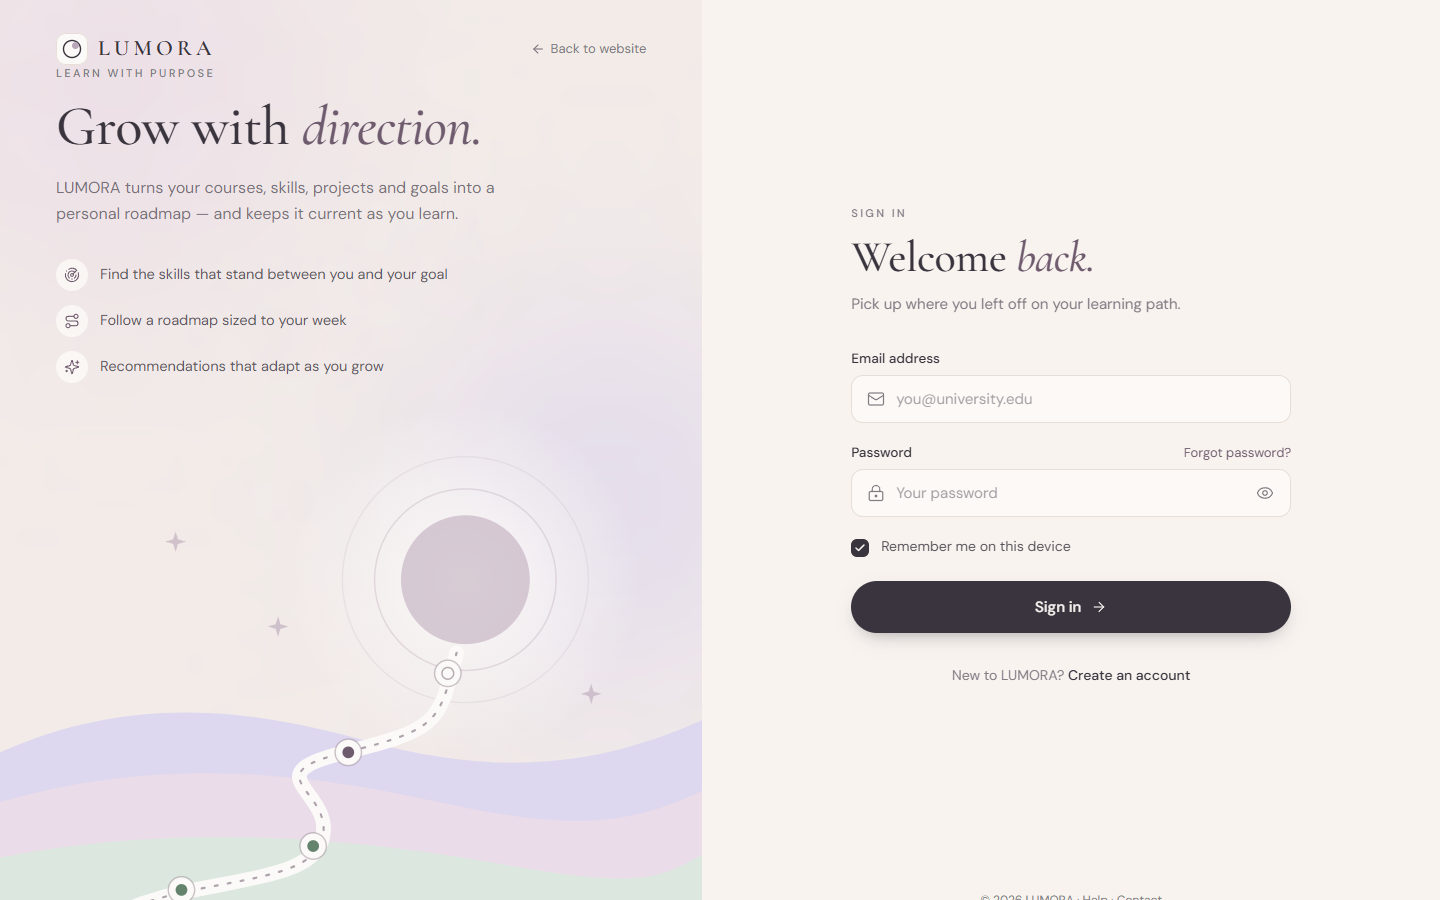 LUMORA
LEARN WITH PURPOSE
Back to website
Grow with direction.
LUMORA turns your courses, skills, projects and goals into a
personal roadmap — and keeps it current as you learn.
Find the skills that stand between you and your goal
Follow a roadmap sized to your week
Recommendations that adapt as you grow
SIGN IN
Welcome back.
Pick up where you left off on your learning path.
Email address
you@university.edu
Password
Forgot password?
Your password
Remember me on this device
Sign in
New to LUMORA? Create an account
© 2026 LUMORA · Help · Contact